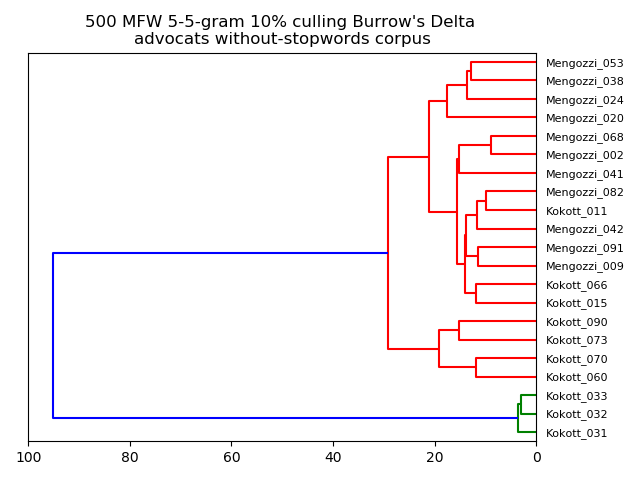 500 MFW 5-5-gram 10% culling Burrow's Delta
advocats without-stopwords corpus
Mengozzi_053
Mengozzi_038
Mengozzi_024
Mengozzi_020
Mengozzi_068
Mengozzi_002
Mengozzi_041
Mengozzi_082
Kokott_011
Mengozzi_042
Mengozzi_091
Mengozzi_009
Kokott_066
Kokott_015
Kokott_090
Kokott_073
Kokott_070
Kokott_060
Kokott_033
Kokott_032
Kokott_031
100 80 60 40 20 0